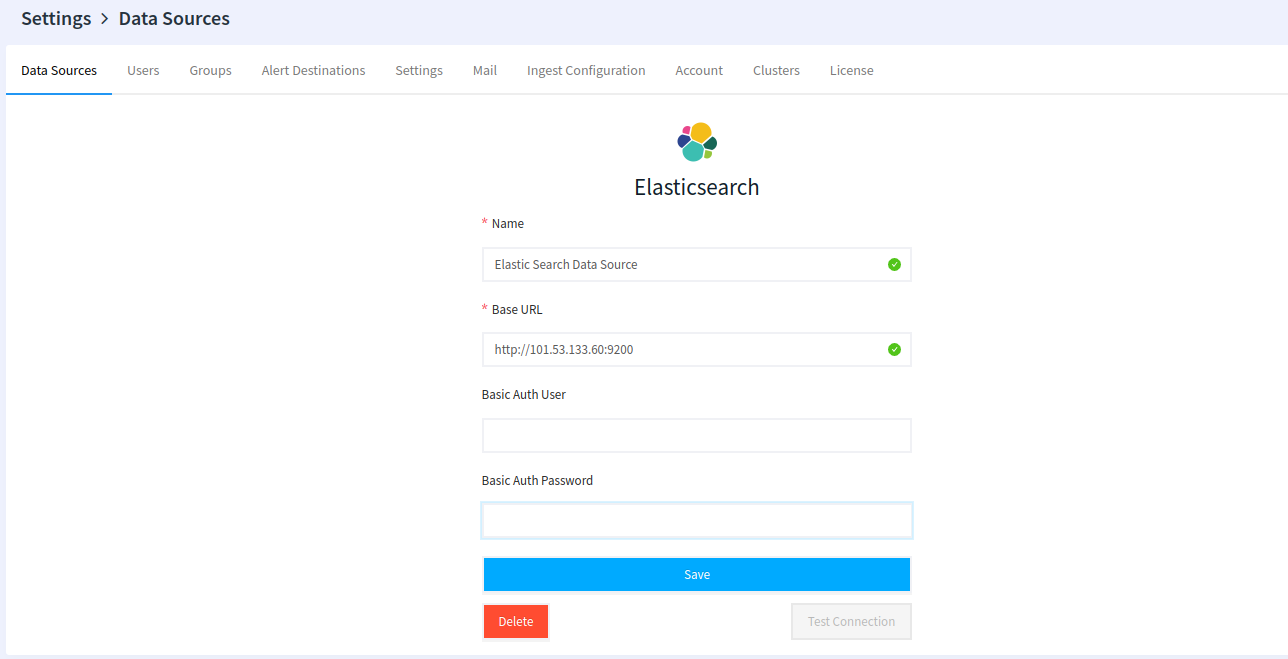 Settings > Data Sources
Data Sources Users Groups Alert Destinations Settings Mail Ingest Configuration Account Clusters License
Elasticsearch
* Name
Elastic Search Data Source
* Base URL
http://101.53.133.60:9200
Basic Auth User
Basic Auth Password
Save
Delete Test Connection